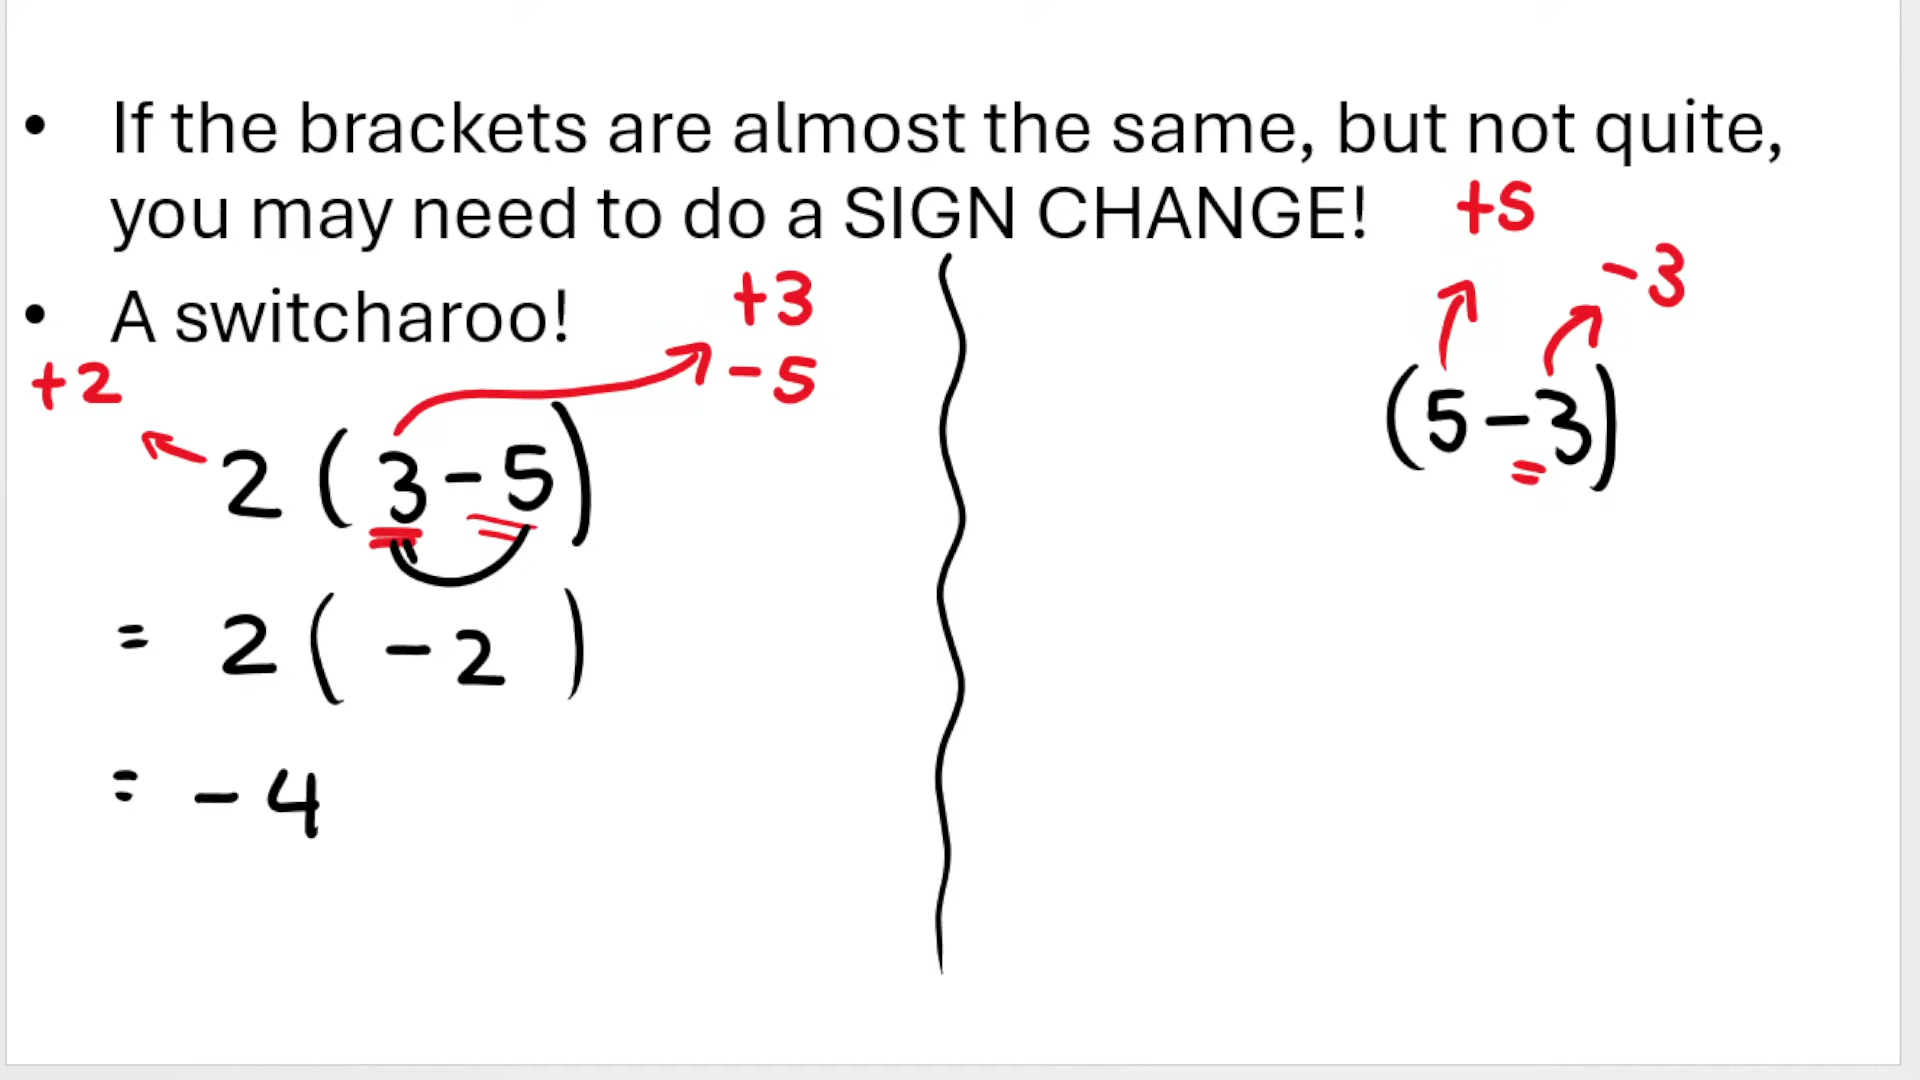 • If the brackets are almost the same, but not quite,
you may need to do a SIGN CHANGE!
• A switcharoo!
+2
+3
-5
2 ( 3 - 5 )
= 2 ( - 2 )
= - 4
+5
-3
(5 - 3)